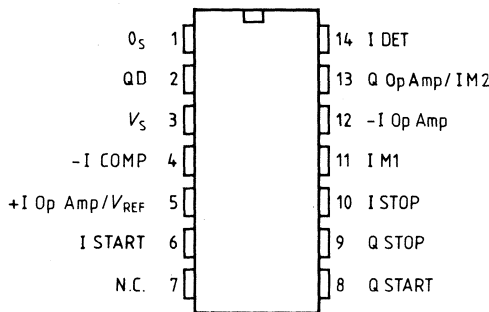 0S 1 14 I DET
QD 2 13 Q Op Amp/IM2
VS 3 12 -I Op Amp
-I COMP 4 11 I M1
+I Op Amp/VREF 5 10 I STOP
I START 6 9 Q STOP
N.C. 7 8 Q START